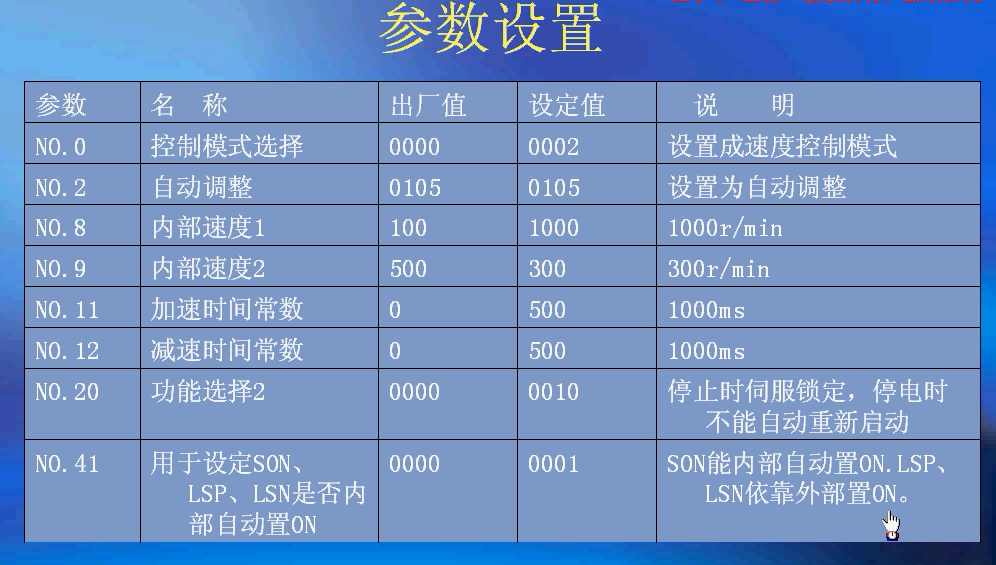 参数设置
参数 名 称 出厂值 设定值 说 明
NO.0 控制模式选择 0000 0002 设置成速度控制模式
NO.2 自动调整 0105 0105 设置为自动调整
NO.8 内部速度1 100 1000 1000r/min
NO.9 内部速度2 500 300 300r/min
NO.11 加速时间常数 0 500 1000ms
NO.12 减速时间常数 0 500 1000ms
NO.20 功能选择2 0000 0010 停止时伺服锁定，停电时
不能自动重新启动
NO.41 用于设定SON、 0000 0001 SON能内部自动置ON.LSP、
LSP、LSN是否内 LSN依靠外部置ON。
部自动置ON